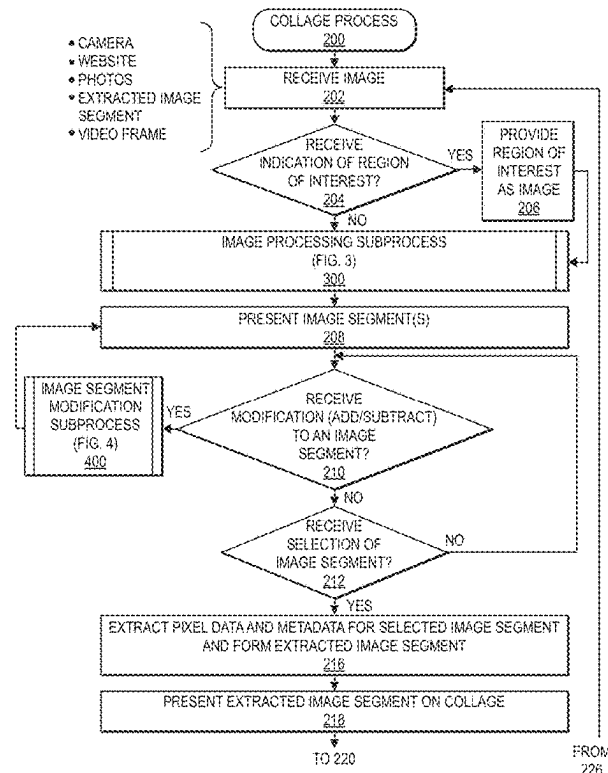 COLLAGE PROCESS
200
• CAMERA
• WEBSITE
• PHOTOS
• EXTRACTED IMAGE
SEGMENT
• VIDEO FRAME
RECEIVE IMAGE
202
RECEIVE
INDICATION OF REGION
OF INTEREST?
204
YES
PROVIDE
REGION OF
INTEREST
AS IMAGE
206
NO
IMAGE PROCESSING SUBPROCESS
(FIG. 3)
300
PRESENT IMAGE SEGMENT(S)
208
IMAGE SEGMENT
MODIFICATION
SUBPROCESS
(FIG. 4)
400
YES
RECEIVE
MODIFICATION (ADD/SUBTRACT)
TO AN IMAGE
SEGMENT?
210
NO
RECEIVE
SELECTION OF
IMAGE SEGMENT?
212
NO
YES
EXTRACT PIXEL DATA AND METADATA FOR SELECTED IMAGE SEGMENT
AND FORM EXTRACTED IMAGE SEGMENT
216
PRESENT EXTRACTED IMAGE SEGMENT ON COLLAGE
218
TO 220
FROM
226